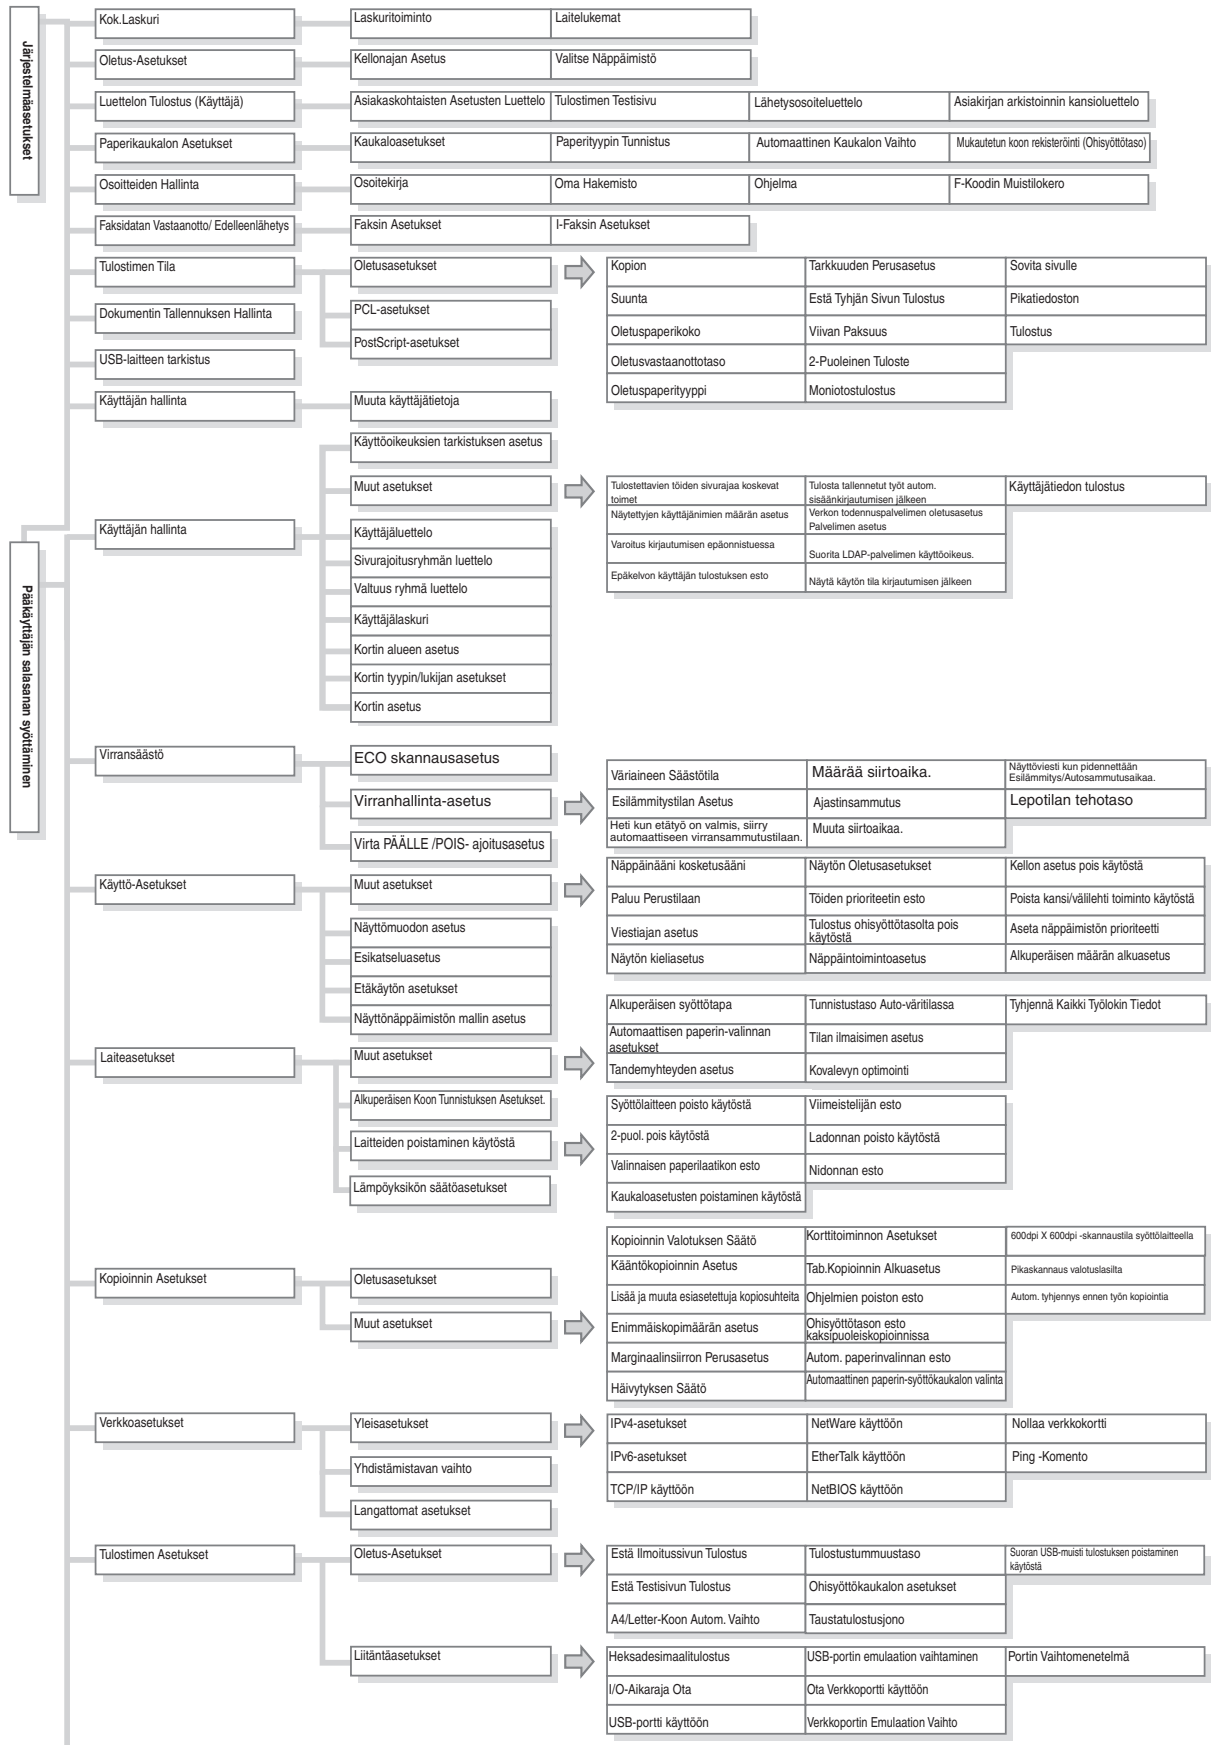 Järjestelmäasetukset
Kok.Laskuri
Laskuritoiminto
Laitelukemat
Oletus-Asetukset
Kellonajan Asetus
Valitse Näppäimistö
Luettelon Tulostus (Käyttäjä)
Asiakaskohtaisten Asetusten Luettelo
Tulostimen Testisivu
Lähetysosoiteluettelo
Asiakirjan arkistoinnin kansioluettelo
Paperikaukalon Asetukset
Kaukaloasetukset
Paperityypin Tunnistus
Automaattinen Kaukalon Vaihto
Mukautetun koon rekisteröinti (Ohisyöttötaso)
Osoitteiden Hallinta
Osoitekirja
Oma Hakemisto
Ohjelma
F-Koodin Muistilokero
Faksidatan Vastaanotto/ Edelleenlähetys
Faksin Asetukset
I-Faksin Asetukset
Tulostimen Tila
Oletusasetukset
PCL-asetukset
PostScript-asetukset
Kopion
Tarkkuuden Perusasetus
Sovita sivulle
Suunta
Estä Tyhjän Sivun Tulostus
Pikatiedoston
Oletuspaperikoko
Viivan Paksuus
Tulostus
Oletusvastaanottotaso
2-Puoleinen Tuloste
Oletuspaperityyppi
Moniotostulostus
Dokumentin Tallennuksen Hallinta
USB-laitteen tarkistus
Käyttäjän hallinta
Muuta käyttäjätietoja
Pääkäyttäjän salasanan syöttäminen
Käyttäjän hallinta
Käyttöoikeuksien tarkistuksen asetus
Muut asetukset
Käyttäjäluettelo
Sivurajoitusryhmän luettelo
Valtuus ryhmä luettelo
Käyttäjälaskuri
Kortin alueen asetus
Kortin tyypin/lukijan asetukset
Kortin asetus
Tulostettavien töiden sivurajaa koskevat
toimet
Tulosta tallennetut työt autom.
sisäänkirjautumisen jälkeen
Käyttäjätiedon tulostus
Näytettyjen käyttäjänimien määrän asetus
Verkon todennuspalvelimen oletusasetus
Palvelimen asetus
Varoitus kirjautumisen epäonnistuessa
Suorita LDAP-palvelimen käyttöoikeus.
Epäkelvon käyttäjän tulostuksen esto
Näytä käytön tila kirjautumisen jälkeen
Virransäästö
ECO skannausasetus
Virranhallinta-asetus
Virta PÄÄLLE /POIS- ajoitusasetus
Väriaineen Säästötila
Määrää siirtoaika.
Näyttöviesti kun pidennettään
Esilämmitys/Autosammutusaikaa.
Esilämmitystilan Asetus
Ajastinsammutus
Lepotilan tehotaso
Heti kun etätyö on valmis, siirry
automaattiseen virransammutustilaan.
Muuta siirtoaikaa.
Käyttö-Asetukset
Muut asetukset
Näyttömuodon asetus
Esikatseluasetus
Etäkäytön asetukset
Näyttönäppäimistön mallin asetus
Näppäinääni kosketusääni
Näytön Oletusasetukset
Kellon asetus pois käytöstä
Paluu Perustilaan
Töiden prioriteetin esto
Poista kansi/välilehti toiminto käytöstä
Viestiajan asetus
Tulostus ohisyöttötasolta pois
käytöstä
Aseta näppäimistön prioriteetti
Näytön kieliasetus
Näppäintoimintoasetus
Alkuperäisen määrän alkuasetus
Laiteasetukset
Muut asetukset
Alkuperäisen Koon Tunnistuksen Asetukset.
Laitteiden poistaminen käytöstä
Lämpöyksikön säätöasetukset
Alkuperäisen syöttötapa
Tunnistustaso Auto-väritilassa
Tyhjennä Kaikki Työlokin Tiedot
Automaattisen paperin-valinnan
asetukset
Tilan ilmaisimen asetus
Tandemyhteyden asetus
Kovalevyn optimointi
Syöttölaitteen poisto käytöstä
Viimeistelijän esto
2-puol. pois käytöstä
Ladonnan poisto käytöstä
Valinnaisen paperilaatikon esto
Nidonnan esto
Kaukaloasetusten poistaminen käytöstä
Kopioinnin Asetukset
Oletusasetukset
Muut asetukset
Kopioinnin Valotuksen Säätö
Korttitoiminnon Asetukset
600dpi X 600dpi -skannaustila syöttölaitteella
Kääntökopioinnin Asetus
Tab.Kopioinnin Alkuasetus
Pikaskannaus valotuslasilta
Lisää ja muuta esiasetettuja kopiosuhteita
Ohjelmien poiston esto
Autom. tyhjennys ennen työn kopiointia
Enimmäiskopimäärän asetus
Ohisyöttötason esto
kaksipuoleiskopioinnissa
Marginaalinsiirron Perusasetus
Autom. paperinvalinnan esto
Häivytyksen Säätö
Automaattinen paperin-syöttökaukalon valinta
Verkkoasetukset
Yleisasetukset
Yhdistämistavan vaihto
Langattomat asetukset
IPv4-asetukset
NetWare käyttöön
Nollaa verkkokortti
IPv6-asetukset
EtherTalk käyttöön
Ping -Komento
TCP/IP käyttöön
NetBIOS käyttöön
Tulostimen Asetukset
Oletus-Asetukset
Liitäntäasetukset
Estä Ilmoitussivun Tulostus
Tulostustummuustaso
Suoran USB-muisti tulostuksen poistaminen
käytöstä
Estä Testisivun Tulostus
Ohisyöttökaukalon asetukset
A4/Letter-Koon Autom. Vaihto
Taustatulostusjono
Heksadesimaalitulostus
USB-portin emulaation vaihtaminen
Portin Vaihtomenetelmä
I/O-Aikaraja Ota
Ota Verkkoportti käyttöön
USB-portti käyttöön
Verkkoportin Emulaation Vaihto